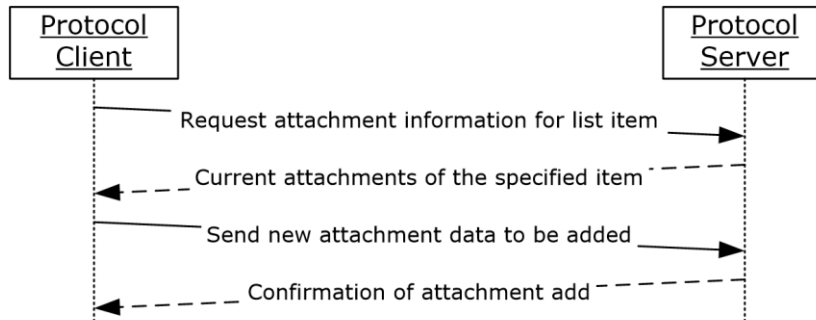 Protocol
Client
Protocol
Server
Request attachment information for list item
Current attachments of the specified item
Send new attachment data to be added
Confirmation of attachment add